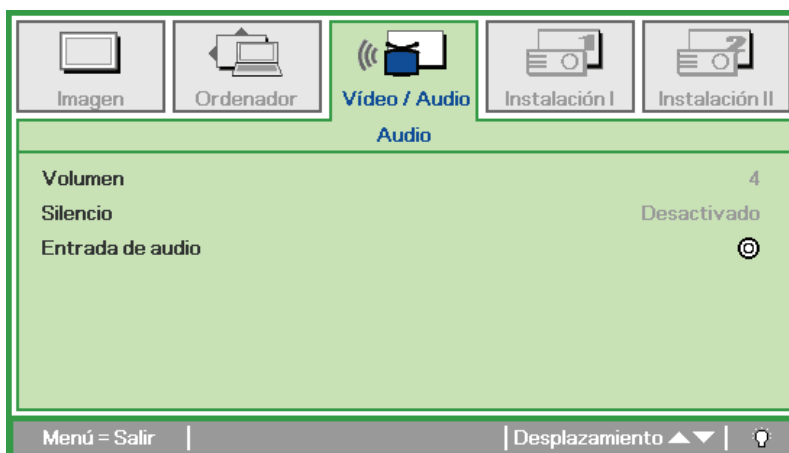 Imagen
Ordenador
Vídeo / Audio
Instalación I
Instalación II
Audio
Volumen 4
Silencio Desactivado
Entrada de audio
Menú = Salir Desplazamiento